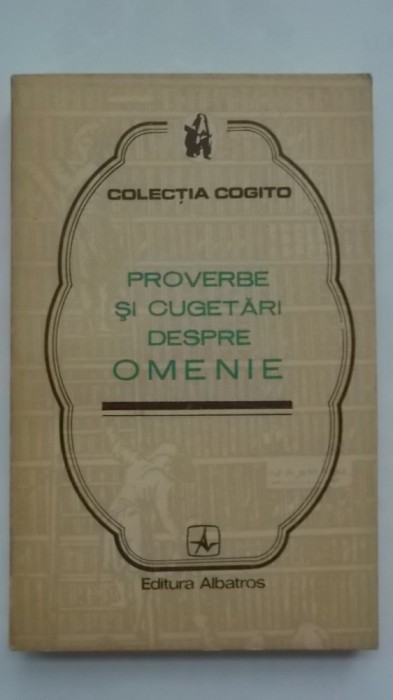 COLECȚIA COGITO
PROVERBE
ȘI CUGETĂRI
DESPRE
OMENIE
Editura Albatros